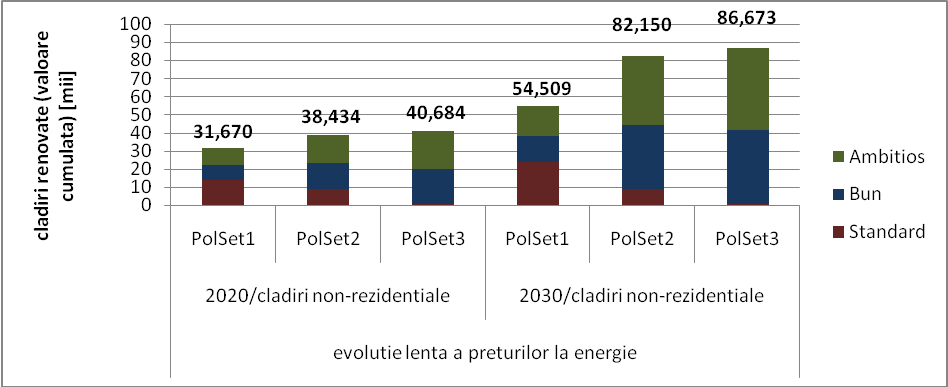 cladiri renovate (valoare
cumulata) [mii]
100
90
80
70
60
50
40
30
20
10
0
31,670
38,434
40,684
54,509
82,150
86,673
Ambitios
Bun
Standard
PolSet1
PolSet2
PolSet3
PolSet1
PolSet2
PolSet3
2020/cladiri non-rezidentiale
2030/cladiri non-rezidentiale
evolutie lenta a preturilor la energie